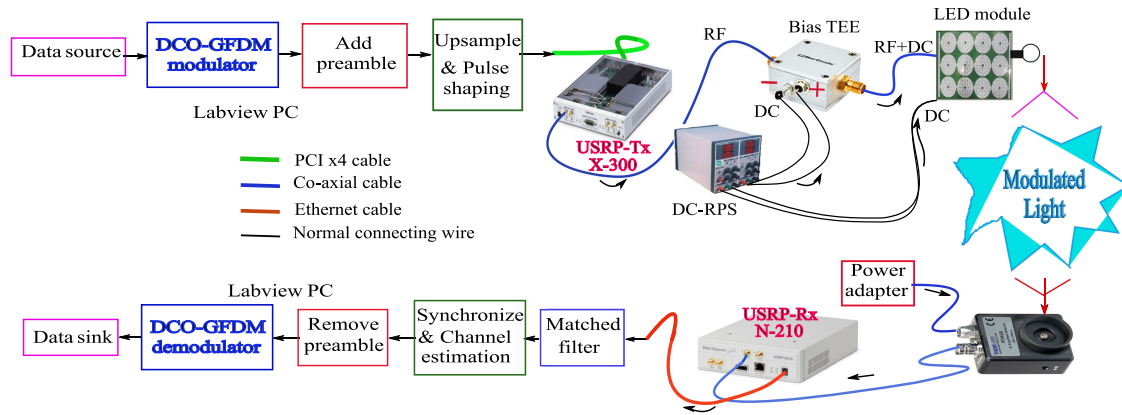 Data source
DCO-GFDM
modulator
Add
preamble
Upsample
& Pulse
shaping
RF
Bias TEE
LED module
RF+DC
Labview PC
USRP-Tx
X-300
DC
DC
DC-RPS
PCI x4 cable
Co-axial cable
Ethernet cable
Normal connecting wire
Modulated
Light
Labview PC
Data sink
DCO-GFDM
demodulator
Remove
preamble
Synchronize
& Channel
estimation
Matched
filter
USRP-Rx
N-210
Power
adapter